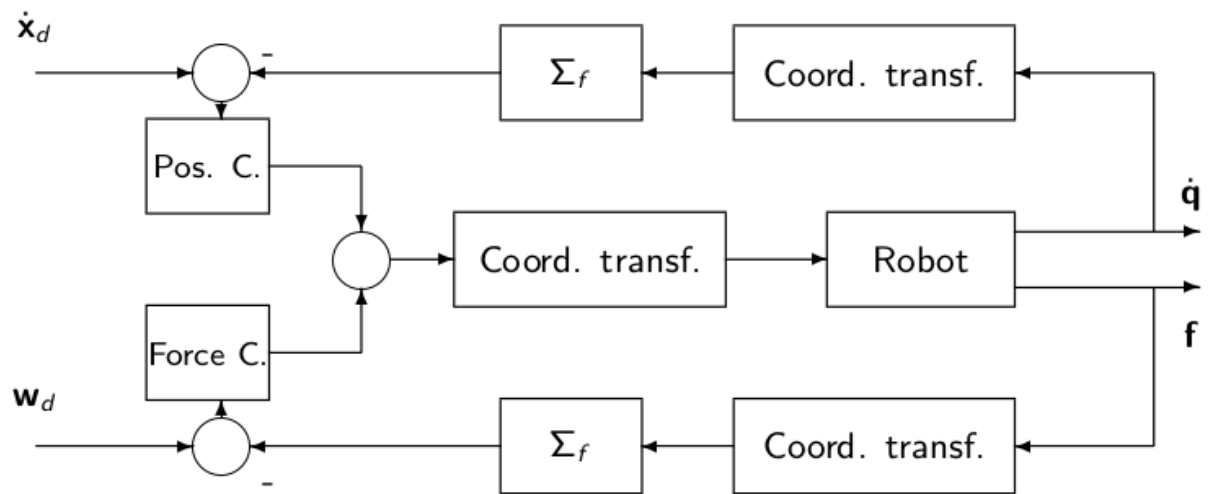 ẋ_d
-
Σ_f
Coord. transf.
Pos. C.
q̇
Coord. transf.
Robot
Force C.
f
w_d
Σ_f
Coord. transf.
-